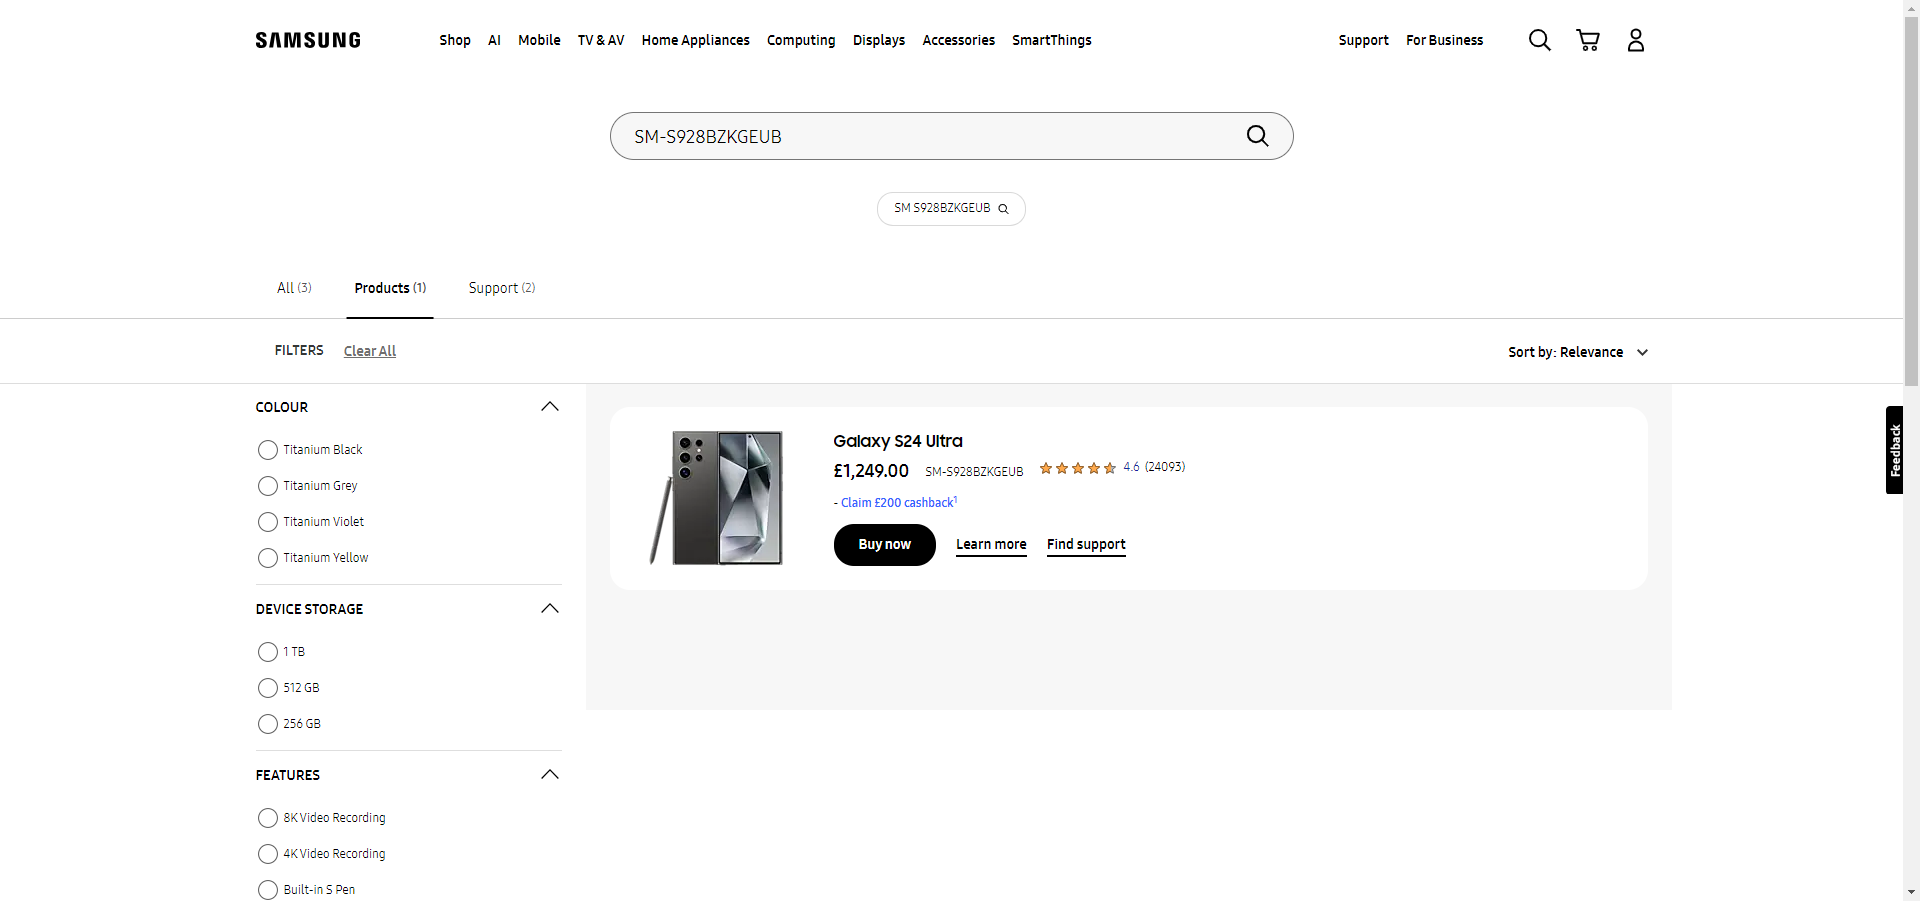 SAMSUNG Shop AI Mobile TV & AV Home Appliances Computing Displays Accessories SmartThings Support For Business
SM-S928BZKGEUB
SM S928BZKGEUB
All (3) Products (1) Support (2)
FILTERS Clear All Sort by: Relevance
COLOUR
Titanium Black
Titanium Grey
Titanium Violet
Titanium Yellow
DEVICE STORAGE
1 TB
512 GB
256 GB
FEATURES
8K Video Recording
4K Video Recording
Built-in S Pen
Galaxy S24 Ultra
£1,249.00 SM-S928BZKGEUB 4.6 (24093)
- Claim £200 cashback¹
Buy now Learn more Find support
Feedback